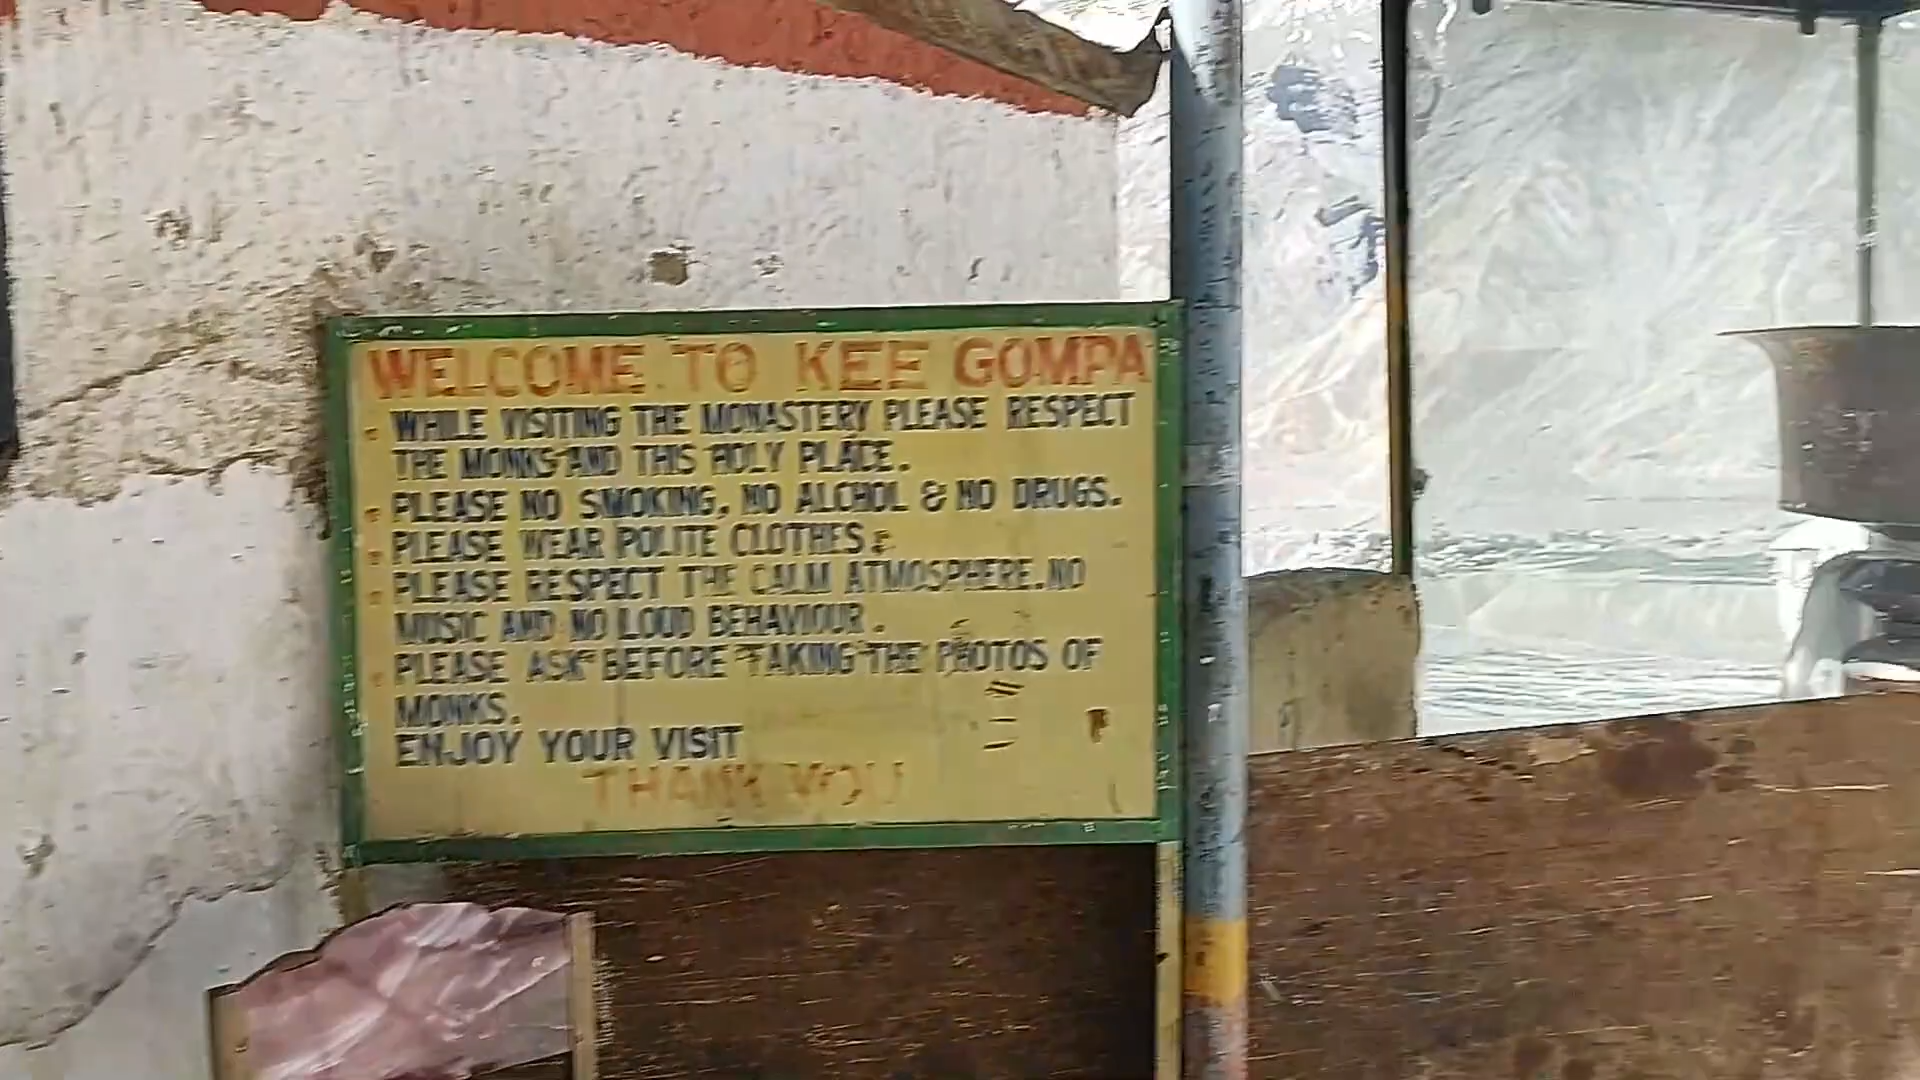 WELCOME TO KEE GOMPA
- WHILE VISITING THE MONASTERY PLEASE RESPECT
THE MONKS AND THIS HOLY PLACE.
- PLEASE NO SMOKING, NO ALCHOL & NO DRUGS.
- PLEASE WEAR POLITE CLOTHES:
- PLEASE RESPECT THE CALM ATMOSPHERE. NO
MUSIC AND NO LOUD BEHAVIOUR.
- PLEASE ASK BEFORE TAKING THE PHOTOS OF
MONKS.
ENJOY YOUR VISIT
THANK YOU